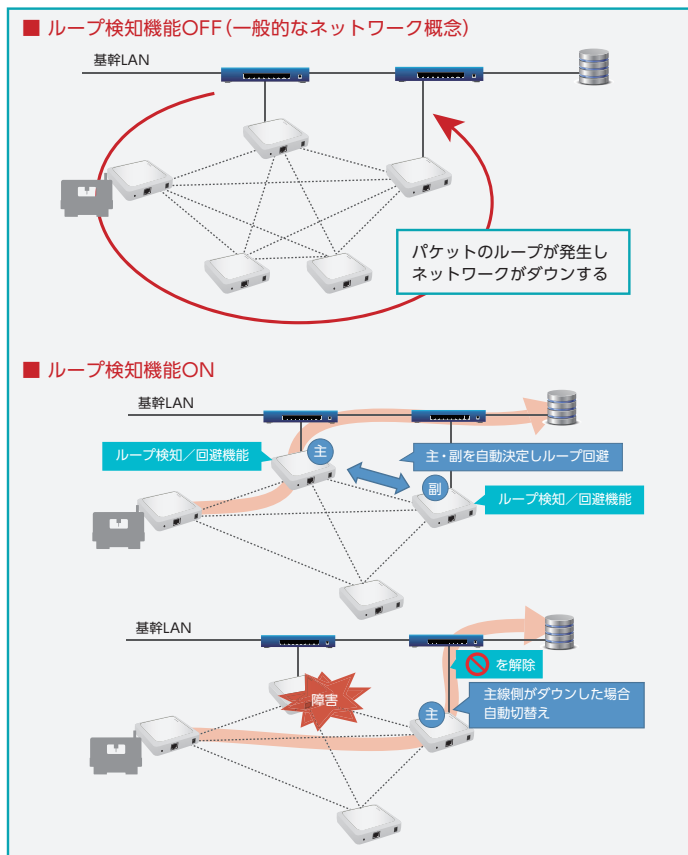 ■ ループ検知機能OFF(一般的なネットワーク概念)
基幹LAN
パケットのループが発生し
ネットワークがダウンする
■ ループ検知機能ON
基幹LAN
ループ検知／回避機能
主
主・副を自動決定しループ回避
副
ループ検知／回避機能
基幹LAN
を解除
障害
主
主線側がダウンした場合
自動切替え